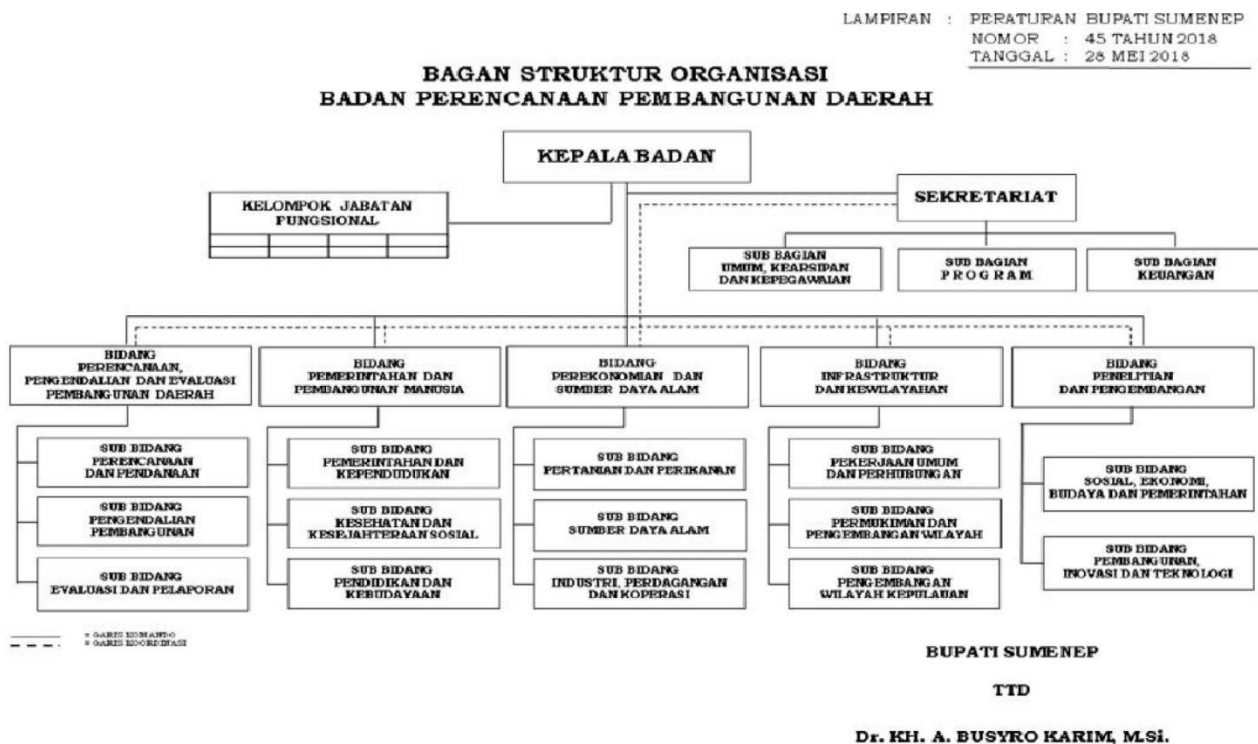 LAMPIRAN : PERATURAN BUPATI SUMENEP
NOMOR : 45 TAHUN 2018
TANGGAL : 28 MEI 2018
BAGAN STRUKTUR ORGANISASI
BADAN PERENCANAAN PEMBANGUNAN DAERAH
KEPALA BADAN
KELOMPOK JABATAN
FUNGSIONAL
SEKRETARIAT
SUB BAGIAN
UMUM, KEARSIPAN
DAN KEPEGAWAIAN
SUB BAGIAN
P R O G R A M
SUB BAGIAN
KEUANGAN
BIDANG
PERENCANAAN,
PENGENDALIAN DAN EVALUASI
PEMBANGUNAN DAERAH
BIDANG
PEMERINTAHAN DAN
PEMBANGUNAN MANUSIA
BIDANG
PEREKONOMIAN DAN
SUMBER DAYA ALAM
BIDANG
INFRASTRUKTUR
DAN KEWILAYAHAN
BIDANG
PENELITIAN
DAN PENGEMBANGAN
SUB BIDANG
PERENCANAAN
DAN PENDANAAN
SUB BIDANG
PENGENDALIAN
PEMBANGUNAN
SUB BIDANG
EVALUASI DAN PELAPORAN
SUB BIDANG
PEMERINTAHAN DAN
KEPENDUDUKAN
SUB BIDANG
KESEHATAN DAN
KESEJAHTERAAN SOSIAL
SUB BIDANG
PENDIDIKAN DAN
KEBUDAYAAN
SUB BIDANG
PERTANIAN DAN PERIKANAN
SUB BIDANG
SUMBER DAYA ALAM
SUB BIDANG
INDUSTRI, PERDAGANGAN
DAN KOPERASI
SUB BIDANG
PEKERJAAN UMUM
DAN PERHUBUNGAN
SUB BIDANG
PERMUKIMAN DAN
PENGEMBANGAN WILAYAH
SUB BIDANG
PENGEMBANGAN
WILAYAH KEPULAUAN
SUB BIDANG
SOSIAL, EKONOMI,
BUDAYA DAN PEMERINTAHAN
SUB BIDANG
PEMBANGUNAN,
INOVASI DAN TEKNOLOGI
= GARIS KOMANDO
= GARIS KOORDINASI
BUPATI SUMENEP
TTD
Dr. KH. A. BUSYRO KARIM, M.Si.